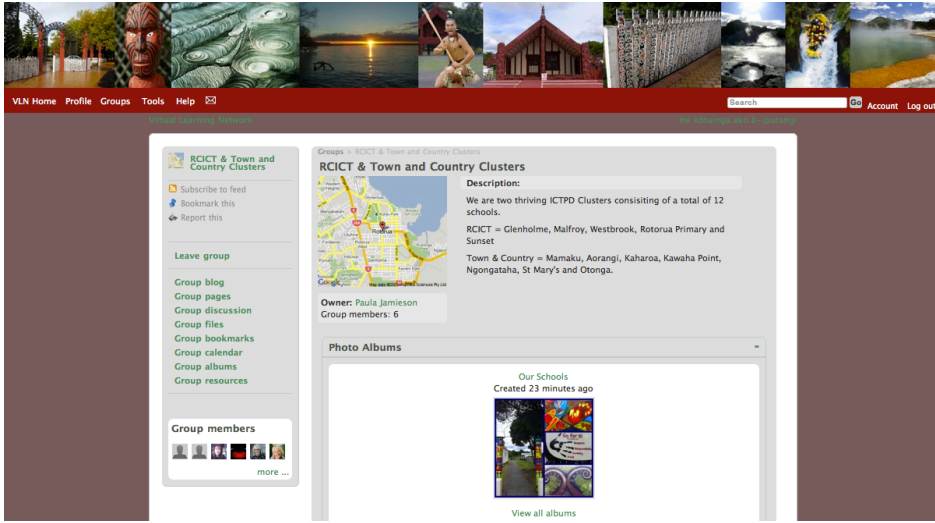 VLN Home Profile Groups Tools Help
Search Go Account Log out
Virtual Learning Network
RCICT & Town and
Country Clusters
Subscribe to feed
Bookmark this
Report this
Leave group
Group blog
Group pages
Group discussion
Group files
Group bookmarks
Group calendar
Group albums
Group resources
Group members
more ...
Groups > RCICT & Town and Country Clusters
RCICT & Town and Country Clusters
Rotorua
Google
Owner: Paula Jamieson
Group members: 6
Description:
We are two thriving ICTPD Clusters consisiting of a total of 12
schools.
RCICT = Glenholme, Malfroy, Westbrook, Rotorua Primary and
Sunset
Town & Country = Mamaku, Aorangi, Kaharoa, Kawaha Point,
Ngongataha, St Mary's and Otonga.
Photo Albums
Our Schools
Created 23 minutes ago
View all albums